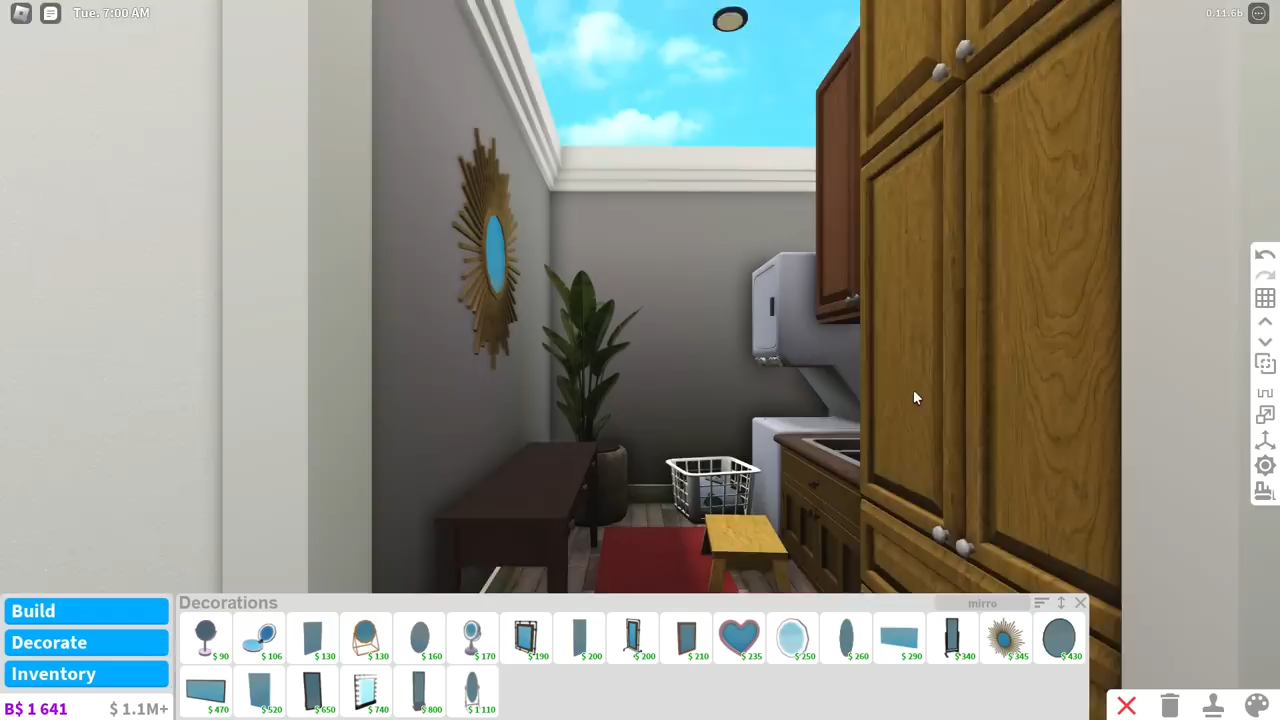 Tue. 7:00 AM
0.11.6b
Build
Decorate
Inventory
B$ 1 641
$ 1.1M+
Decorations
mirro
$ 90
$ 106
$ 130
$ 130
$ 160
$ 170
$ 190
$ 200
$ 200
$ 210
$ 235
$ 250
$ 260
$ 290
$ 340
$ 345
$ 430
$ 470
$ 520
$ 650
$ 740
$ 800
$ 1 110